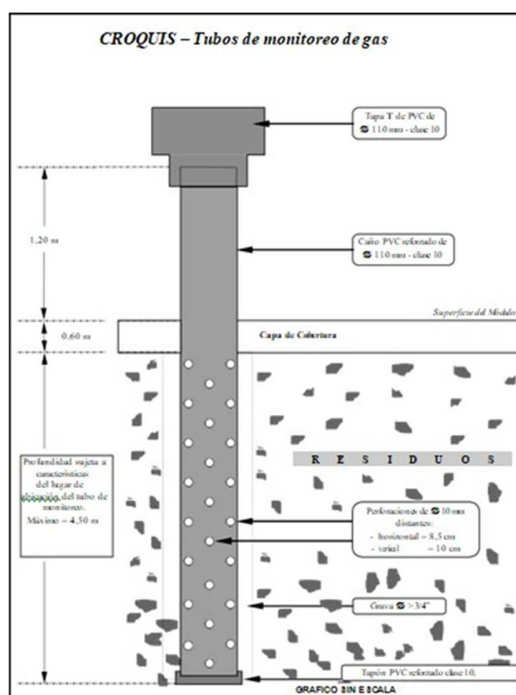 CROQUIS – Tubos de monitoreo de gas
Tapa T de PVC de
110 mm - clase 10
1,20 m
Caño PVC reforzado de
110 mm - clase 10
Superficie del Módulo
0,60 m
Capa de Cobertura
R E S I D U O S
Profundidad sujeta a
características
del lugar de
ubicación del tubo de
monitoreo.
Máximo = 4,50 m
Perforaciones de 10 mm
distantes:
- horizontal = 8,5 cm
- = 10 cm
Grava > 3/4"
Tapón PVC reforzado clase 10,
GRAFICO SIN ESCALA